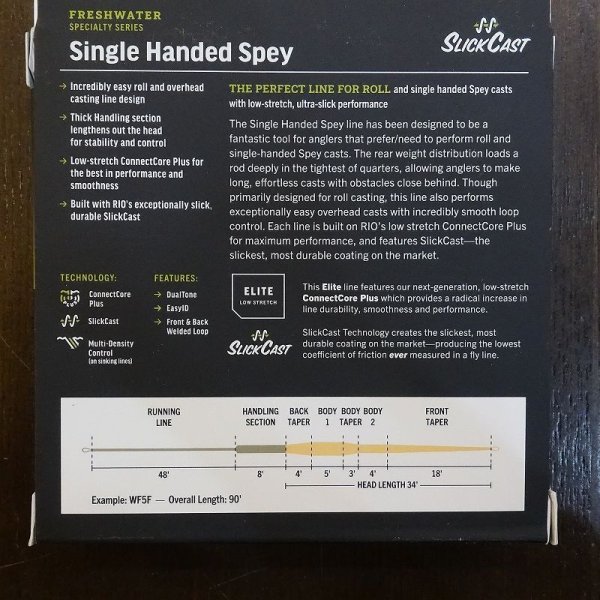 FRESHWATER
SPECIALTY SERIES
Single Handed Spey
SLICKCAST
→ Incredibly easy roll and overhead
casting line design
→ Thick Handling section
lengthens out the head
for stability and control
→ Low-stretch ConnectCore Plus for
the best in performance and
smoothness
→ Built with RIO's exceptionally slick,
durable SlickCast
THE PERFECT LINE FOR ROLL and single handed Spey casts
with low-stretch, ultra-slick performance
The Single Handed Spey line has been designed to be a
fantastic tool for anglers that prefer/need to perform roll and
single-handed Spey casts. The rear weight distribution loads a
rod deeply in the tightest of quarters, allowing anglers to make
long, effortless casts with obstacles close behind. Though
primarily designed for roll casting, this line also performs
exceptionally easy overhead casts with incredibly smooth loop
control. Each line is built on RIO's low stretch ConnectCore Plus
for maximum performance, and features SlickCast—the
slickest, most durable coating on the market.
TECHNOLOGY:
ConnectCore
Plus
SlickCast
Multi-Density
Control
(on sinking lines)
FEATURES:
→ DualTone
→ EasyID
→ Front & Back
Welded Loop
ELITE
LOW STRETCH
This Elite line features our next-generation, low-stretch
ConnectCore Plus which provides a radical increase in
line durability, smoothness and performance.
SLICKCAST
SlickCast Technology creates the slickest, most
durable coating on the market—producing the lowest
coefficient of friction ever measured in a fly line.
RUNNING
LINE
HANDLING
SECTION
BACK
TAPER
BODY
1
BODY
TAPER
BODY
2
FRONT
TAPER
48' 8' 4' 5' 3' 4' 18'
HEAD LENGTH 34'
Example: WF5F — Overall Length: 90'